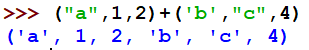 >>> ("a",1,2)+('b',"c",4)
('a', 1, 2, 'b', 'c', 4)